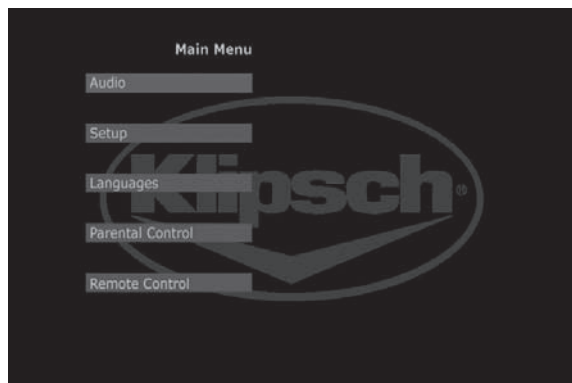 Main Menu
Audio
Setup
Languages
Parental Control
Remote Control
Klipsch®